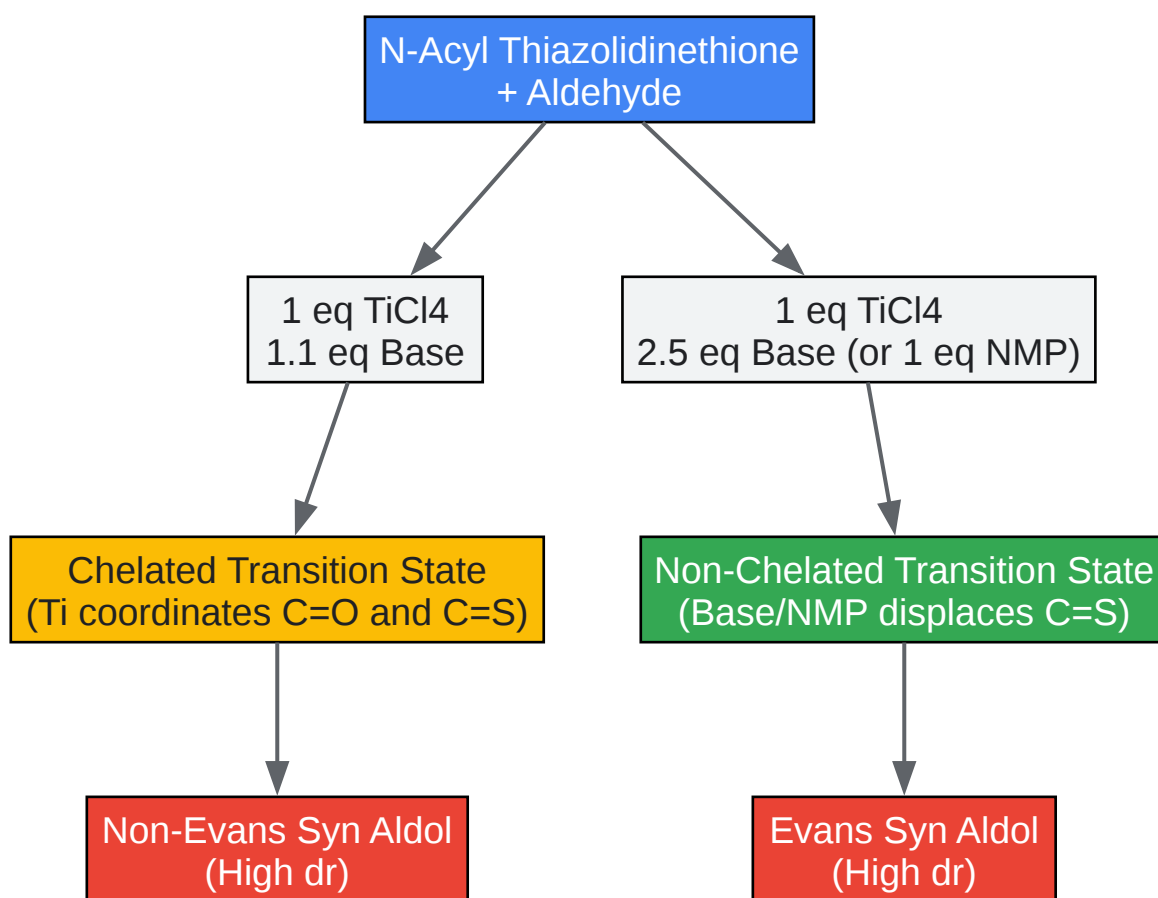 N-Acyl Thiazolidinethione
+ Aldehyde
1 eq TiCl4
1.1 eq Base
1 eq TiCl4
2.5 eq Base (or 1 eq NMP)
Chelated Transition State
(Ti coordinates C=O and C=S)
Non-Chelated Transition State
(Base/NMP displaces C=S)
Non-Evans Syn Aldol
(High dr)
Evans Syn Aldol
(High dr)